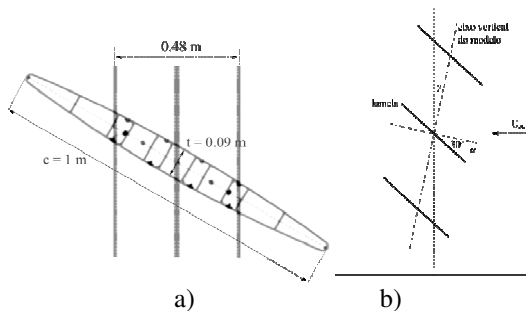 0.48 m
t = 0.09 m
c = 1 m
a)
eixo vertical
do modelo
γ
lamela
U∞
α
b)